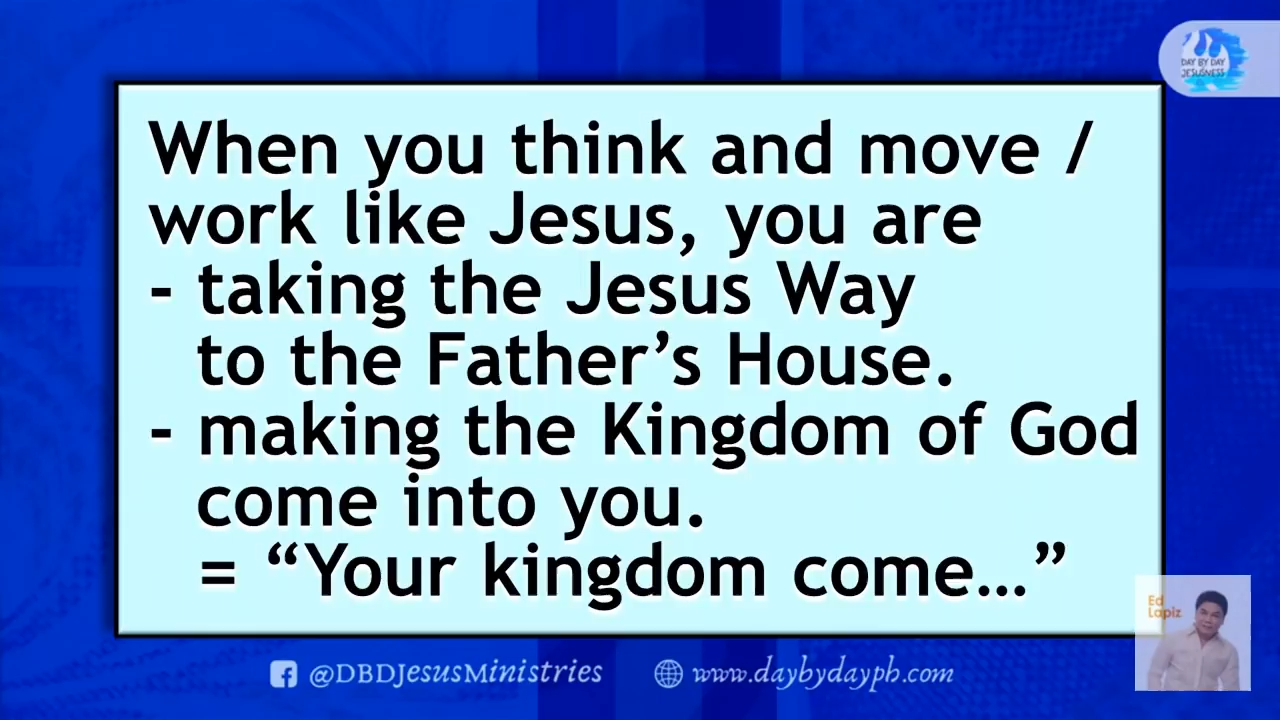 DAY BY DAY
JESUSNESS
When you think and move /
work like Jesus, you are
- taking the Jesus Way
to the Father’s House.
- making the Kingdom of God
come into you.
= “Your kingdom come…”
Ed
Lapiz
@DBDJesusMinistries
www.daybydayph.com